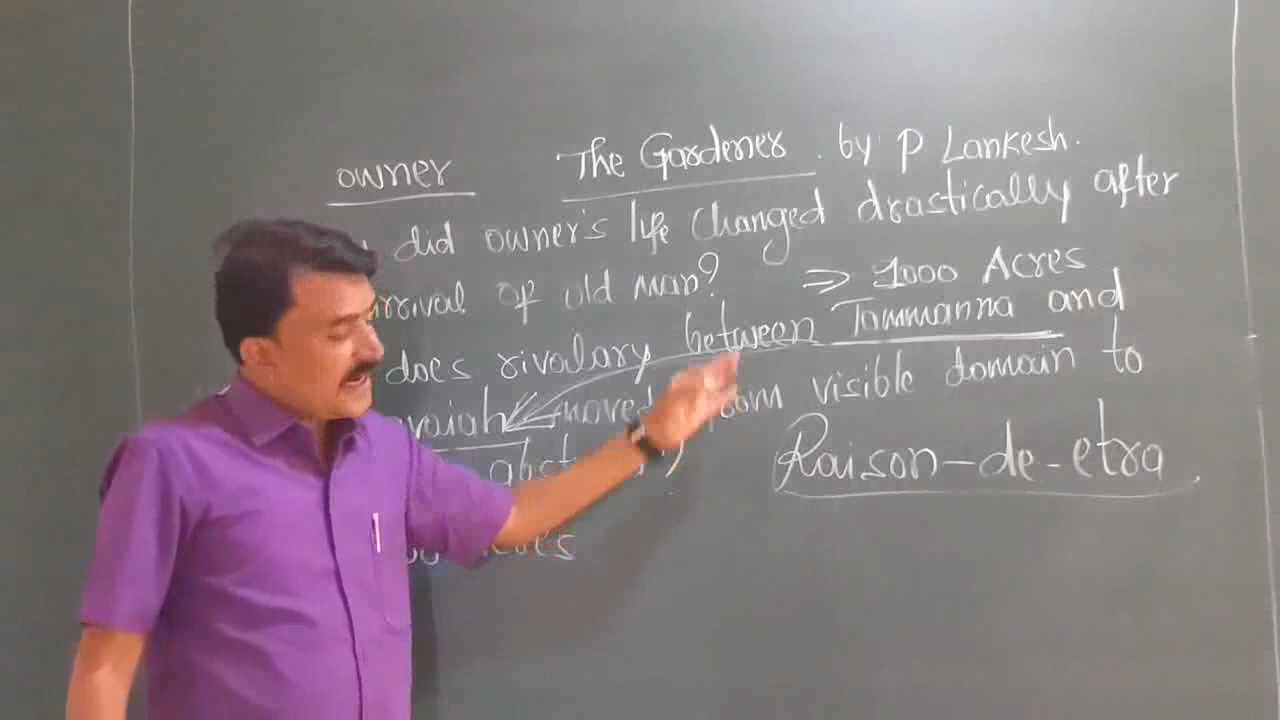 owner The Gardener . by P Lankesh.
did owner's life changed drastically after
arrival of old man? ⇒ 1000 Acres
does rivalary between Tammanna and
moved from visible domain to
Raison-de-etra